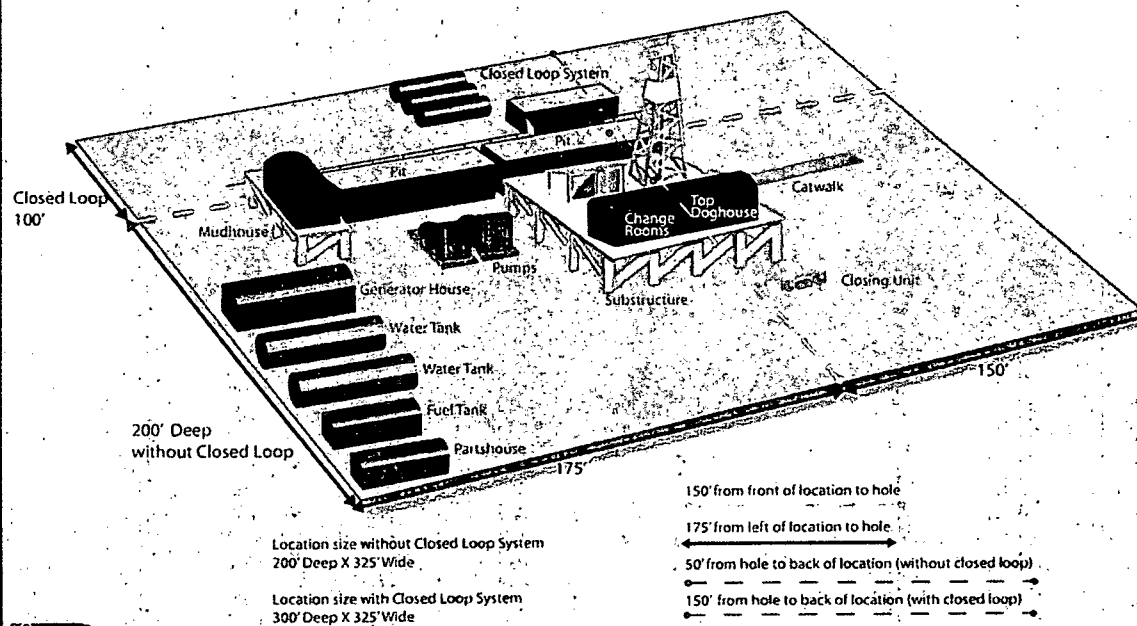 Closed Loop System
Pit
Pit
Closed Loop
100'
Mudhouse
Change
Rooms
Top
Doghouse
Catwalk
Pumps
Generator House
Substructure
Closing Unit
Water Tank
Water Tank
Fuel Tank
Partshouse
150'
200' Deep
without Closed Loop
175'
150' from front of location to hole
175' from left of location to hole
50' from hole to back of location (without closed loop)
150' from hole to back of location (with closed loop)
Location size without Closed Loop System
200' Deep X 325' Wide
Location size with Closed Loop System
300' Deep X 325' Wide